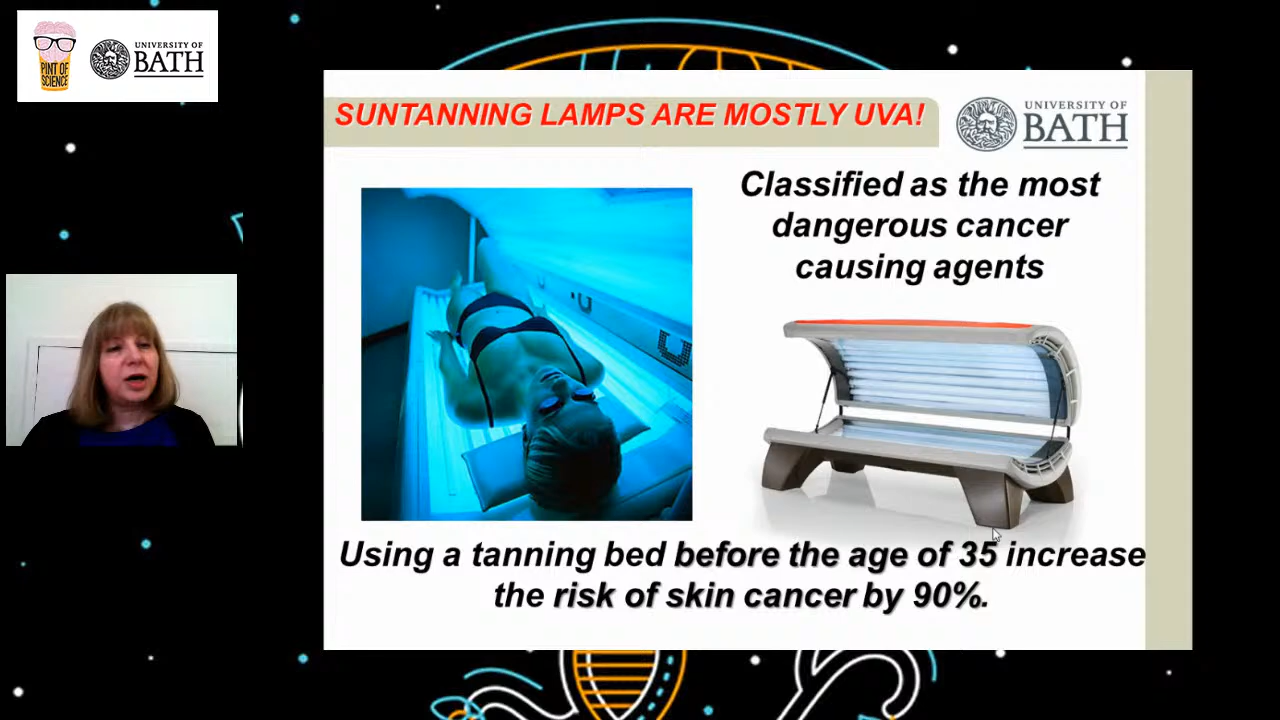 PINT OF
SCIENCE
UNIVERSITY OF
BATH
SUNTANNING LAMPS ARE MOSTLY UVA!
UNIVERSITY OF
BATH
Classified as the most
dangerous cancer
causing agents
Using a tanning bed before the age of 35 increase
the risk of skin cancer by 90%.